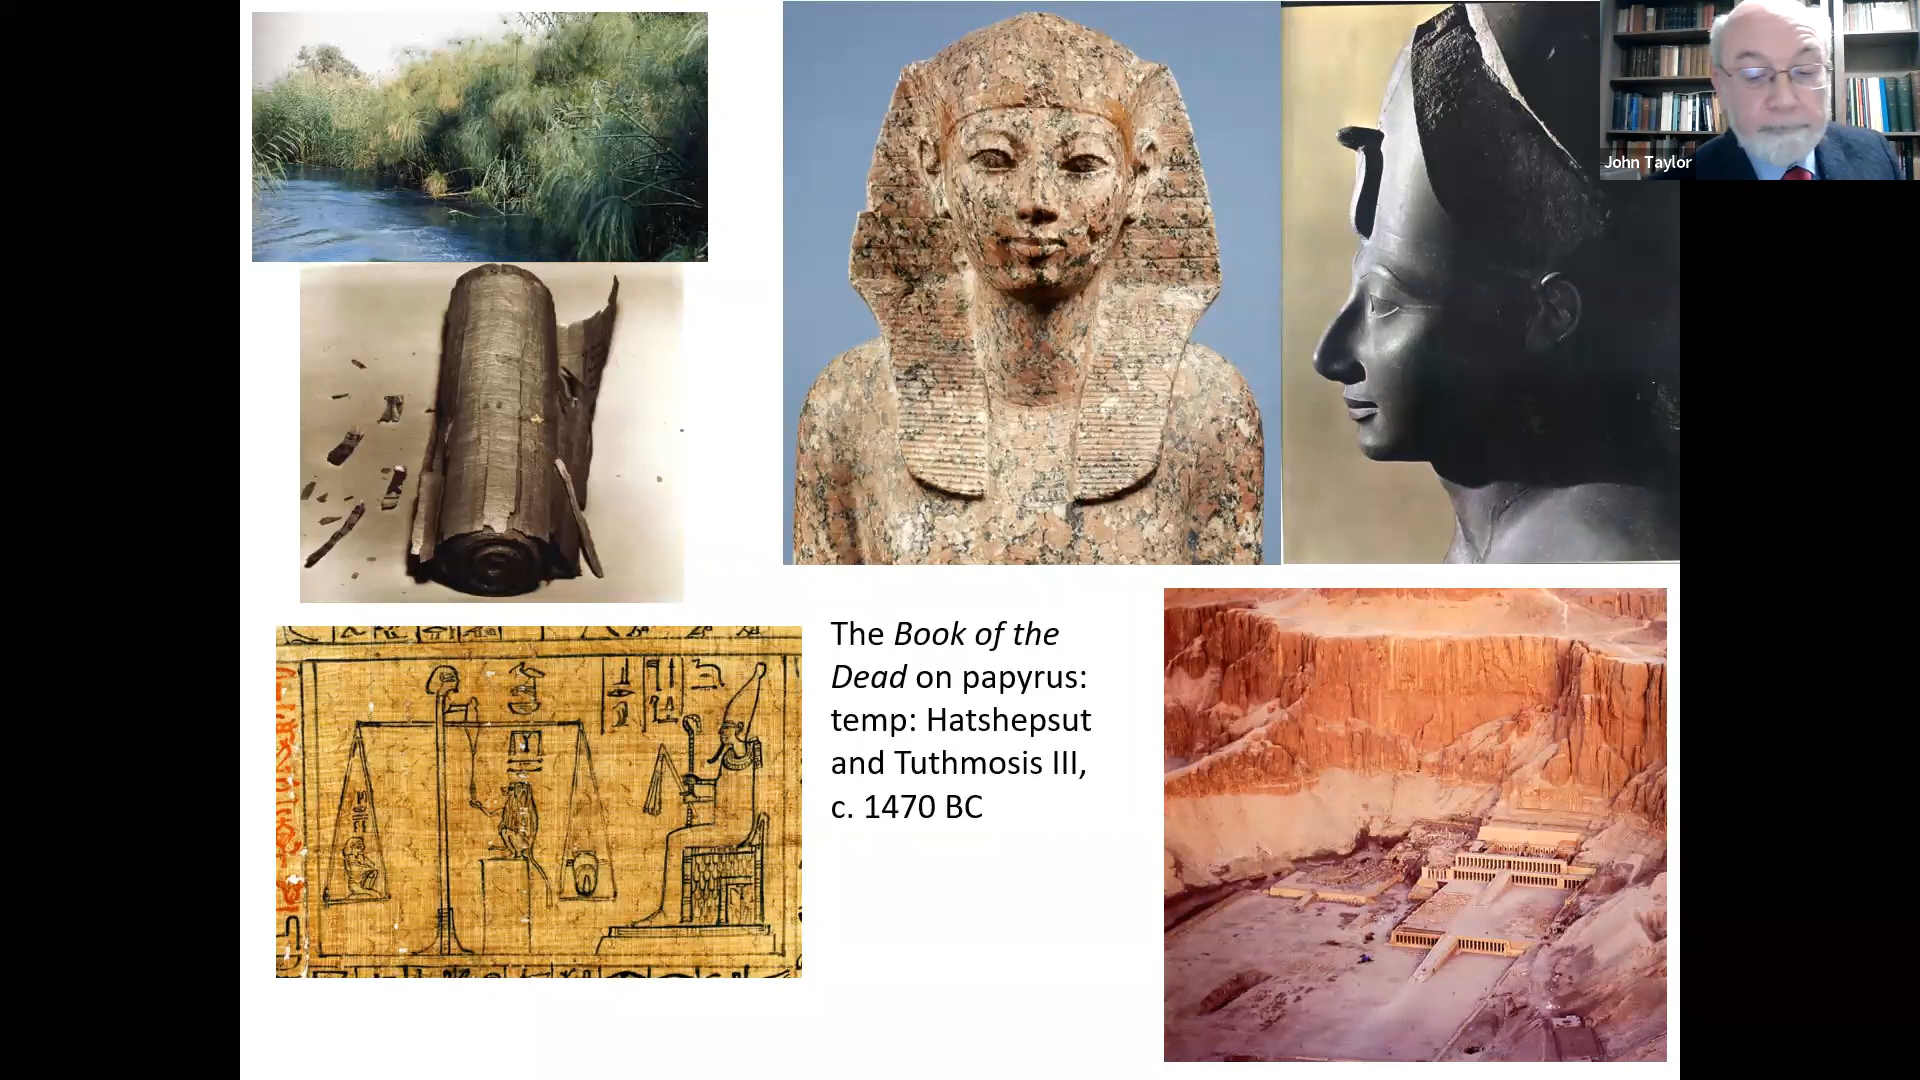 John Taylor
The Book of the
Dead on papyrus:
temp: Hatshepsut
and Tuthmosis III,
c. 1470 BC